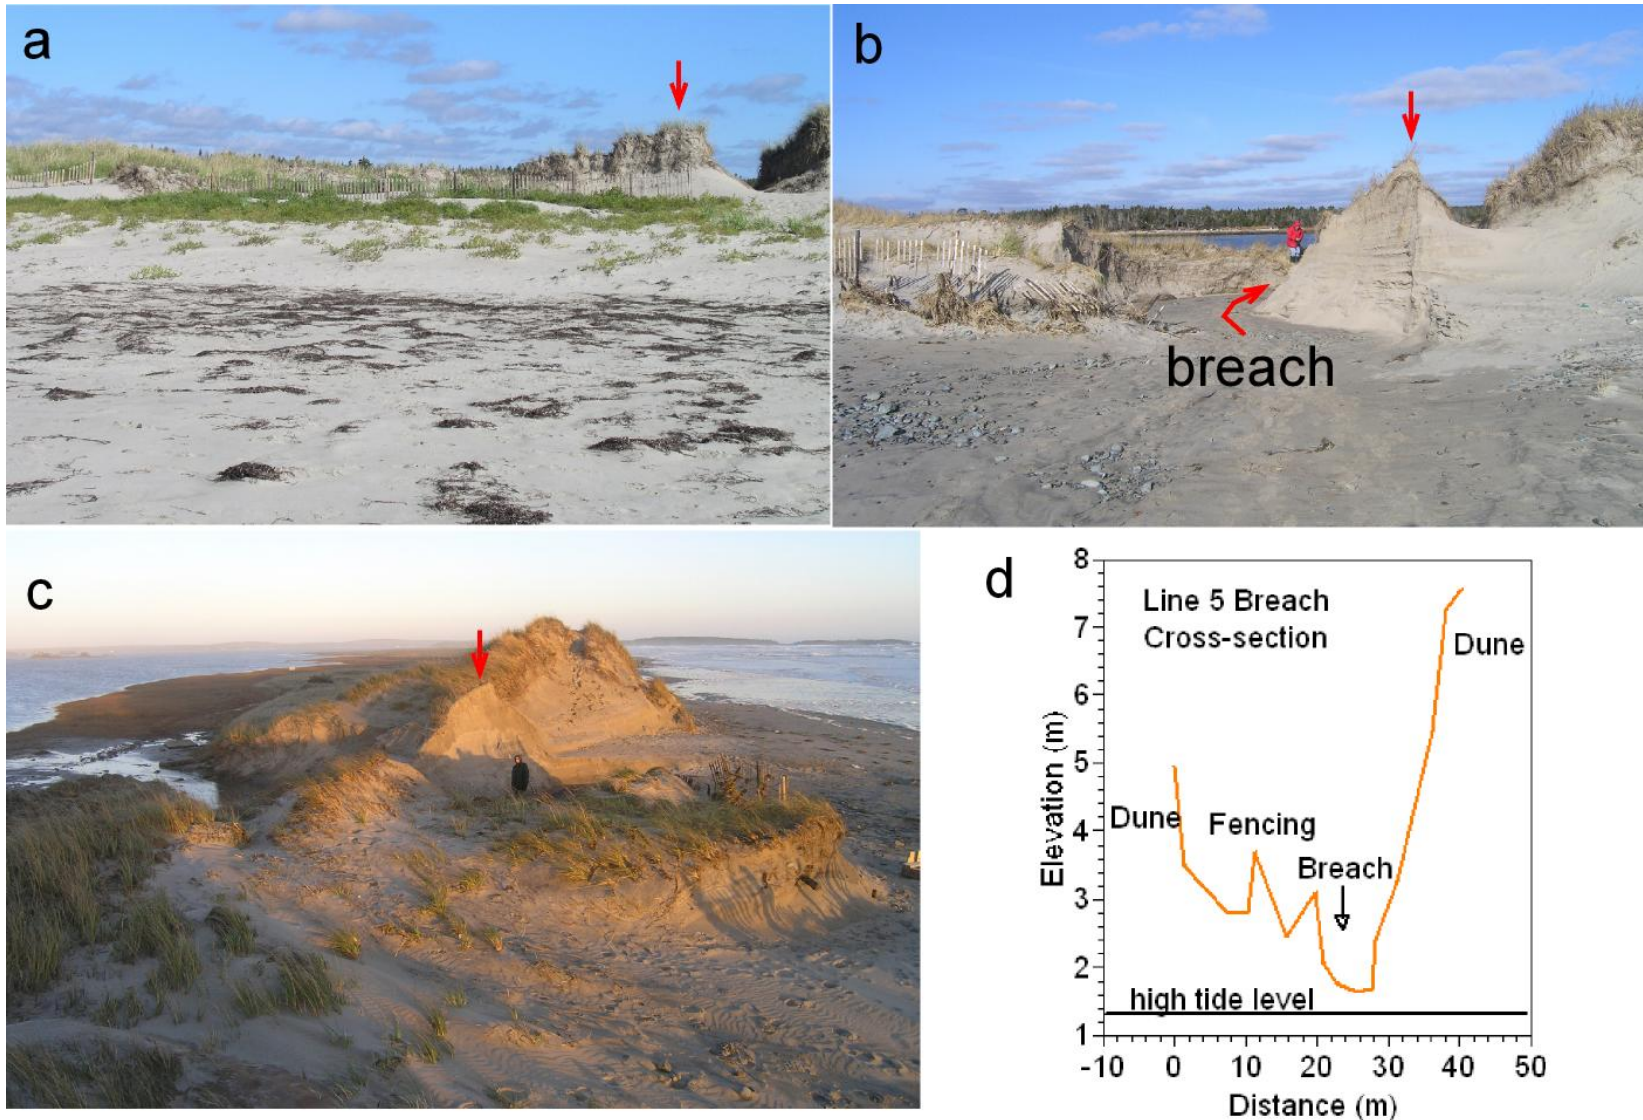 a
b
breach
c
d
Line 5 Breach
Cross-section
Dune
Dune
Fencing
Breach
high tide level
Elevation (m)
8
7
6
5
4
3
2
1
-10 0 10 20 30 40 50
Distance (m)